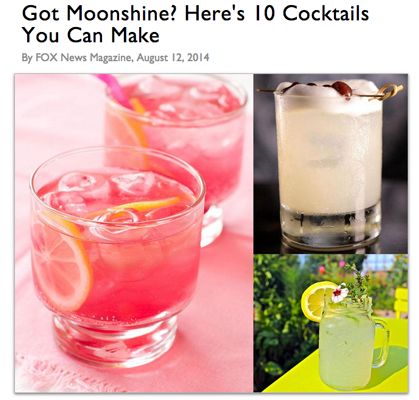 Got Moonshine? Here's 10 Cocktails
You Can Make
By FOX News Magazine, August 12, 2014